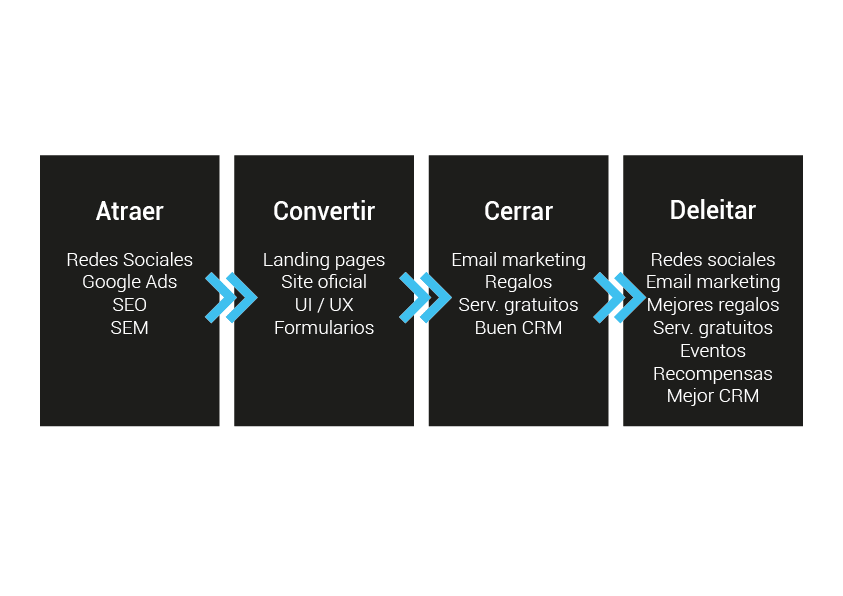 Atraer
Redes Sociales
Google Ads
SEO
SEM
Convertir
Landing pages
Site oficial
UI / UX
Formularios
Cerrar
Email marketing
Regalos
Serv. gratuitos
Buen CRM
Deleitar
Redes sociales
Email marketing
Mejores regalos
Serv. gratuitos
Eventos
Recompensas
Mejor CRM